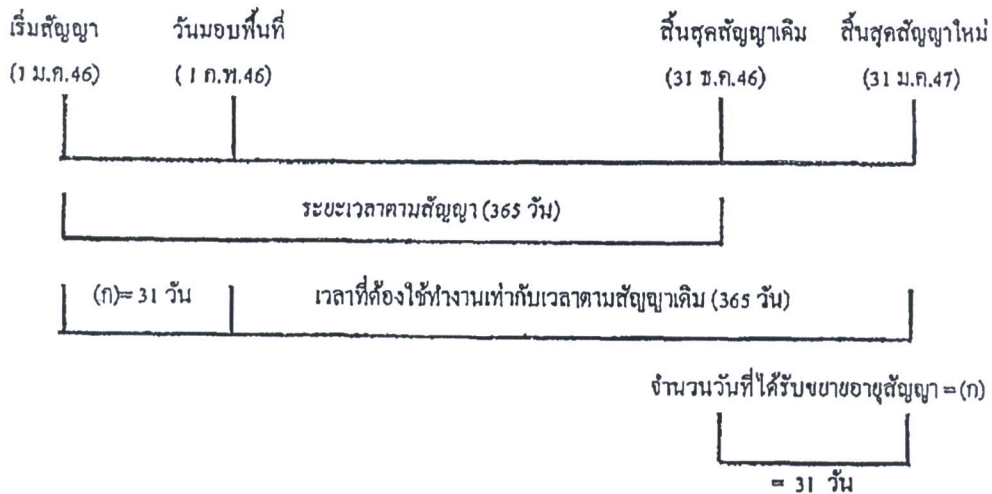 เริ่มสัญญา วันมอบพื้นที่ สิ้นสุดสัญญาเดิม สิ้นสุดสัญญาใหม่
(1 ม.ค.46) (1 ก.พ.46) (31 ธ.ค.46) (31 ม.ค.47)
ระยะเวลาตามสัญญา (365 วัน)
(ก)= 31 วัน เวลาที่ต้องใช้ทำงานเท่ากับเวลาตามสัญญาเดิม (365 วัน)
จำนวนวันที่ได้รับขยายอายุสัญญา = (ก)
= 31 วัน